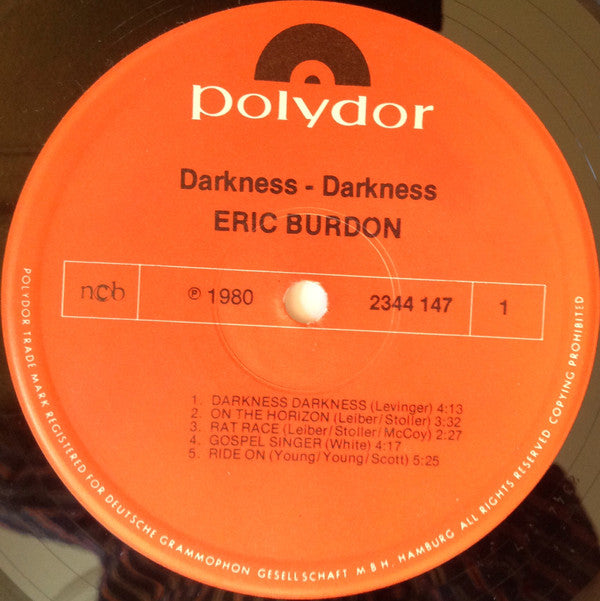 polydor
Darkness - Darkness
ERIC BURDON
ncb ℗ 1980 2344 147 1
1. DARKNESS DARKNESS (Levinger) 4:13
2. ON THE HORIZON (Leiber/Stoller) 3:32
3. RAT RACE (Leiber/Stoller/McCoy) 2:27
4. GOSPEL SINGER (White) 4:17
5. RIDE ON (Young/Young/Scott) 5:25
POLYDOR TRADE MARK REGISTERED FOR DEUTSCHE GRAMMOPHON GESELLSCHAFT M B H. HAMBURG ALL RIGHTS RESERVED COPYING PROHIBITED